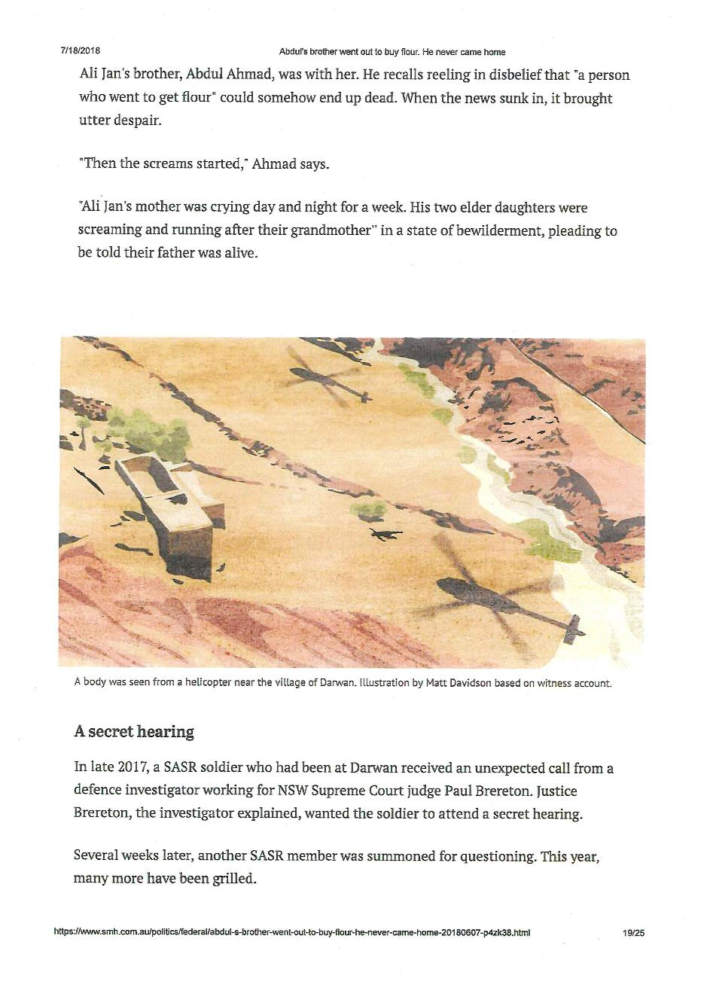 7/18/2018 Abdul's brother went out to buy flour. He never came home
Ali Jan's brother, Abdul Ahmad, was with her. He recalls reeling in disbelief that "a person
who went to get flour" could somehow end up dead. When the news sunk in, it brought
utter despair.
"Then the screams started," Ahmad says.
"Ali Jan's mother was crying day and night for a week. His two elder daughters were
screaming and running after their grandmother" in a state of bewilderment, pleading to
be told their father was alive.
A body was seen from a helicopter near the village of Darwan. Illustration by Matt Davidson based on witness account.
A secret hearing
In late 2017, a SASR soldier who had been at Darwan received an unexpected call from a
defence investigator working for NSW Supreme Court judge Paul Brereton. Justice
Brereton, the investigator explained, wanted the soldier to attend a secret hearing.
Several weeks later, another SASR member was summoned for questioning. This year,
many more have been grilled.
https://www.smh.com.au/politics/federal/abdul-s-brother-went-out-to-buy-flour-he-never-came-home-20180607-p4zk38.html 19/25